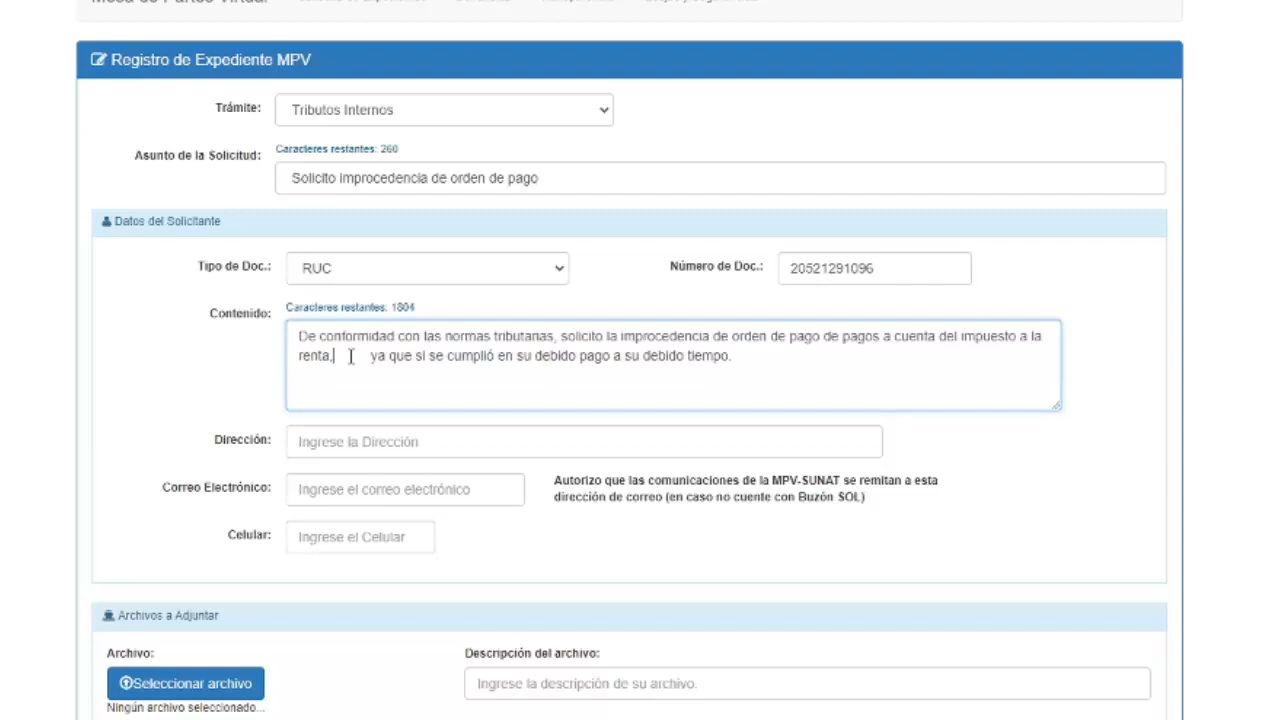 Registro de Expediente MPV
Trámite:
Tributos Internos
Caracteres restantes: 260
Asunto de la Solicitud:
Solicito improcedencia de orden de pago
Datos del Solicitante
Tipo de Doc.:
RUC
Número de Doc.:
20521291096
Caracteres restantes: 1804
Contenido:
De conformidad con las normas tributarias, solicito la improcedencia de orden de pago de pagos a cuenta del impuesto a la
renta, ya que si se cumplió en su debido pago a su debido tiempo.
Dirección:
Ingrese la Dirección
Correo Electrónico:
Ingrese el correo electrónico
Autorizo que las comunicaciones de la MPV-SUNAT se remitan a esta
dirección de correo (en caso no cuente con Buzón SOL)
Celular:
Ingrese el Celular
Archivos a Adjuntar
Archivo:
Descripción del archivo:
Seleccionar archivo
Ingrese la descripción de su archivo.
Ningún archivo seleccionado...